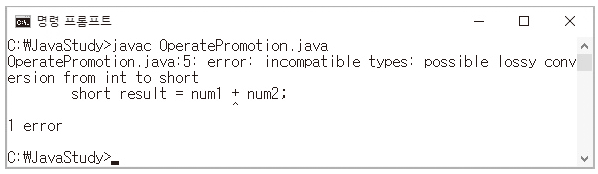 명령 프롬프트
C:\JavaStudy>javac OperatePromotion.java
OperatePromotion.java:5: error: incompatible types: possible lossy conv
ersion from int to short
        short result = num1 + num2;
                            ^
1 error
C:\JavaStudy>